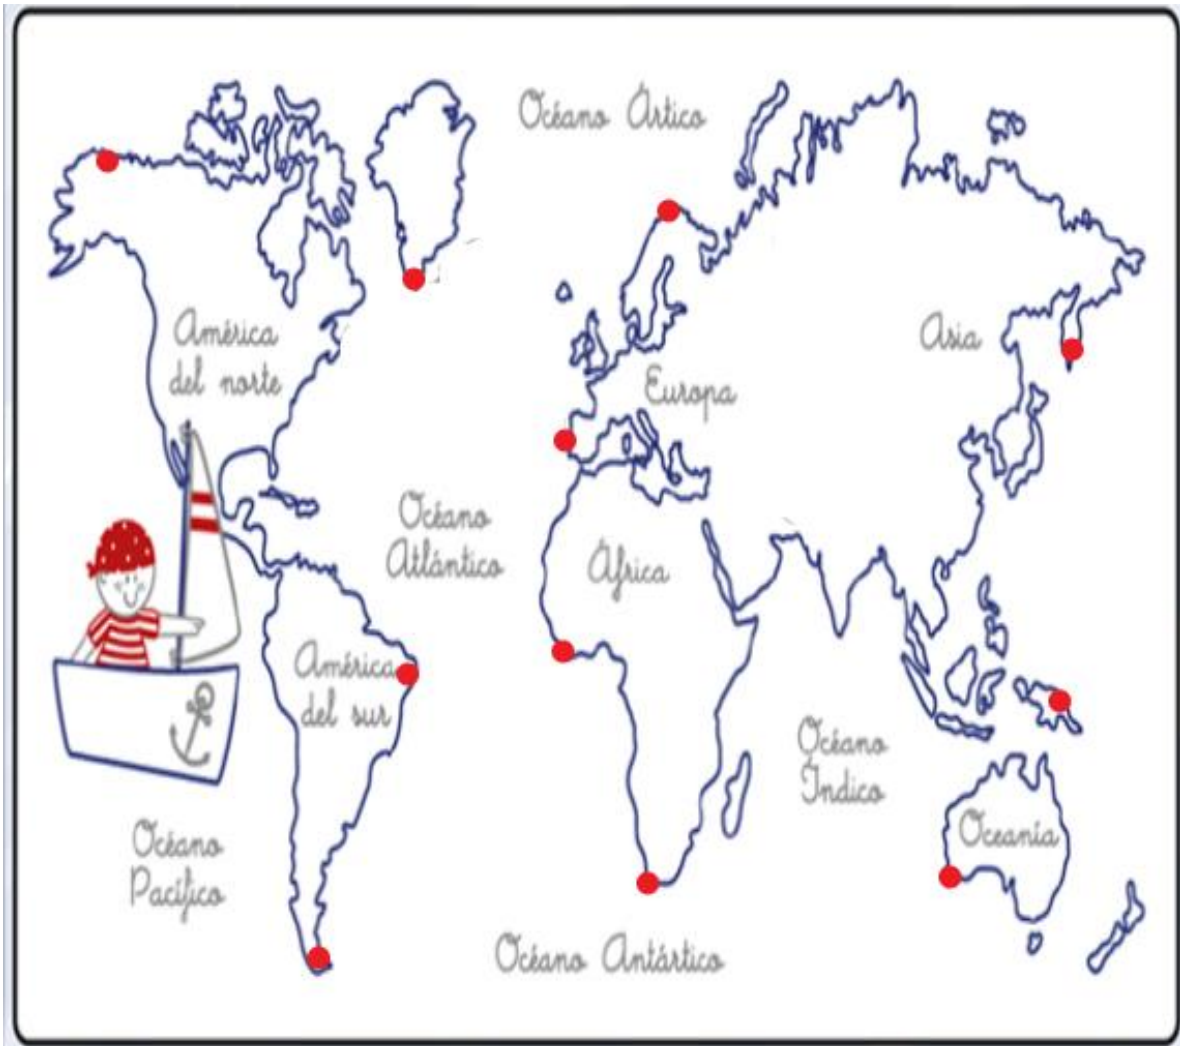 Océano Ártico
América
del norte
Asia
Europa
Océano
Atlántico
África
América
del sur
Océano
Índico
Oceanía
Océano
Pacífico
Océano Antártico